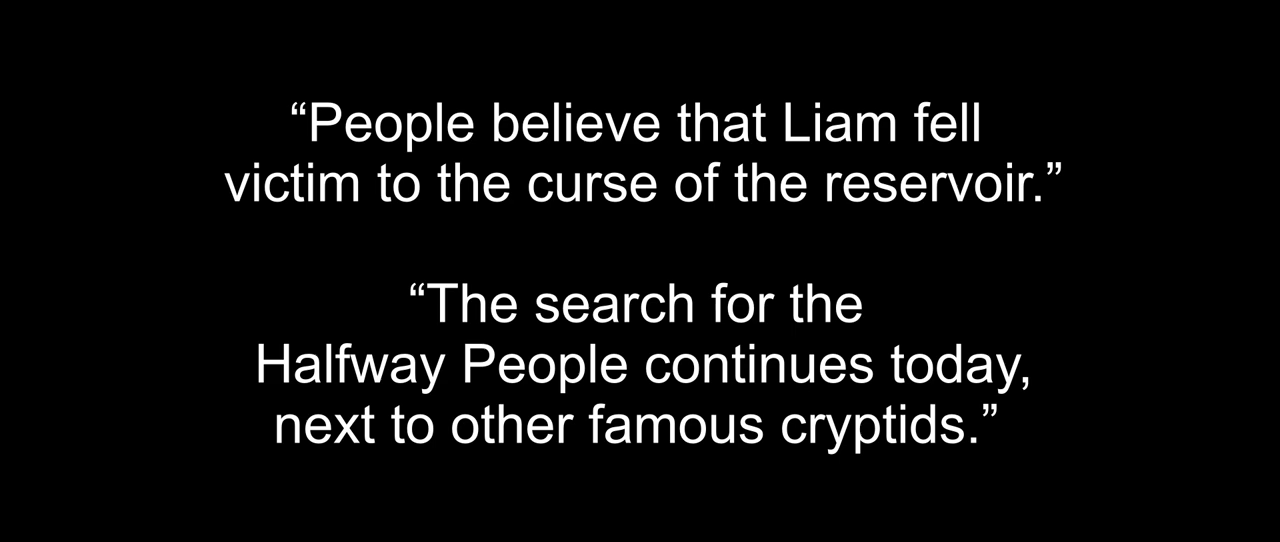 “People believe that Liam fell
victim to the curse of the reservoir.”
“The search for the
Halfway People continues today,
next to other famous cryptids.”